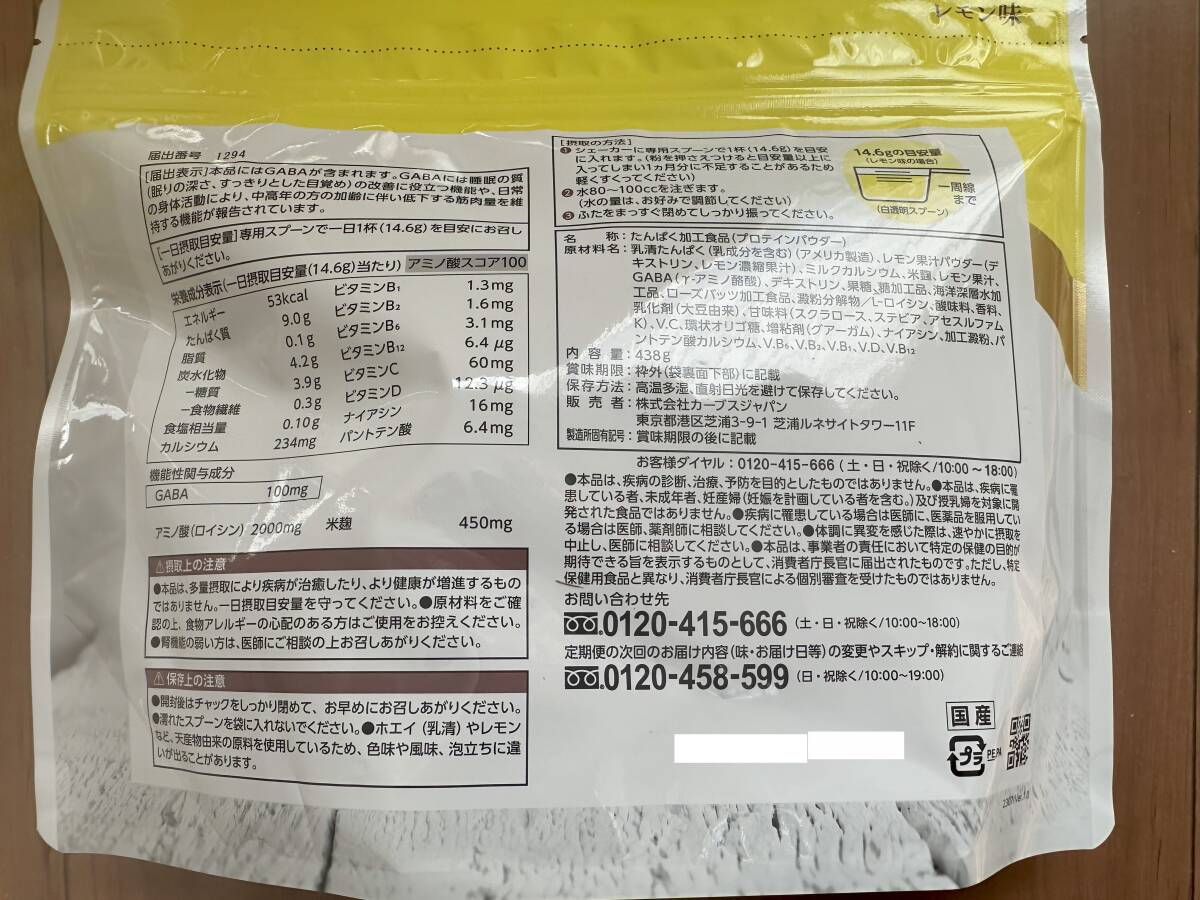 レモン味
届出番号 1294
[届出表示]本品にはGABAが含まれます。GABAには睡眠の質
(眠りの深さ、すっきりとした目覚め)の改善に役立つ機能や、日常
の身体活動により、中高年の方の加齢に伴い低下する筋肉量を維
持する機能が報告されています。
[一日摂取目安量]専用スプーンで一日1杯(14.6g)を目安にお召し
あがりください。
栄養成分表示(一日摂取目安量(14.6g)当たり) アミノ酸スコア100
エネルギー 53kcal
たんぱく質 9.0g
脂質 0.1g
炭水化物 4.2g
−糖質 3.9g
−食物繊維 0.3g
食塩相当量 0.10g
カルシウム 234mg
ビタミンB₁ 1.3mg
ビタミンB₂ 1.6mg
ビタミンB₆ 3.1mg
ビタミンB₁₂ 6.4μg
ビタミンC 60mg
ビタミンD 12.3μg
ナイアシン 16mg
パントテン酸 6.4mg
機能性関与成分
GABA 100mg
アミノ酸(ロイシン) 2000mg 米麹 450mg
⚠摂取上の注意
●本品は、多量摂取により疾病が治癒したり、より健康が増進するもの
ではありません。一日摂取目安量を守ってください。●原材料をご確
認の上、食物アレルギーの心配のある方はご使用をお控えください。
●腎機能の弱い方は、医師にご相談の上お召しあがりください。
⚠保存上の注意
●開封後はチャックをしっかり閉めて、お早めにお召しあがりください。
●濡れたスプーンを袋に入れないでください。●ホエイ(乳清)やレモン
など、天産物由来の原料を使用しているため、色味や風味、泡立ちに違
いが出ることがあります。
[摂取の方法]
❶シェーカーに専用スプーンで1杯(14.6g)を目安
に入れます。(粉を押さえつけると目安量以上に
入ってしまい1ヵ月分に不足することがあるため
軽くすくってください)
❷水80〜100ccを注ぎます。
(水の量は、お好みで調節してください)
❸ふたをまっすぐ閉めてしっかり振ってください。
14.6gの目安量
(レモン味の場合)
一周線
まで
(白透明スプーン)
名称:たんぱく加工食品(プロテインパウダー)
原材料名:乳清たんぱく(乳成分を含む)(アメリカ製造)、レモン果汁パウダー(デ
キストリン、レモン濃縮果汁)、ミルクカルシウム、米麹、レモン果汁、
GABA(γ-アミノ酪酸)、デキストリン、果糖、糖加工品、海洋深層水加
工品、ローズパッツ加工食品、澱粉分解物/L-ロイシン、酸味料、香料、
乳化剤(大豆由来)、甘味料(スクラロース、ステビア、アセスルファム
K)、V.C、環状オリゴ糖、増粘剤(グアーガム)、ナイアシン、加工澱粉、パ
ントテン酸カルシウム、V.B₆、V.B₂、V.B₁、V.D、V.B₁₂
内容量:438g
賞味期限:枠外(袋裏面下部)に記載
保存方法:高温多湿、直射日光を避けて保存してください。
販売者:株式会社カーブスジャパン
東京都港区芝浦3-9-1 芝浦ルネサイトタワー11F
製造所固有記号:賞味期限の後に記載
お客様ダイヤル:0120-415-666(土・日・祝除く/10:00〜18:00)
●本品は、疾病の診断、治療、予防を目的としたものではありません。●本品は、疾病に罹
患している者、未成年者、妊産婦(妊娠を計画している者を含む。)及び授乳婦を対象に開
発された食品ではありません。●疾病に罹患している場合は医師に、医薬品を服用してい
る場合は医師、薬剤師に相談してください。●体調に異変を感じた際は、速やかに摂取を
中止し、医師に相談してください。●本品は、事業者の責任において特定の保健の目的が
期待できる旨を表示するものとして、消費者庁長官に届出されたものです。ただし、特定
保健用食品と異なり、消費者庁長官による個別審査を受けたものではありません。
お問い合わせ先
0120-415-666 (土・日・祝除く/10:00〜18:00)
定期便の次回のお届け内容(味・お届け日等)の変更やスキップ・解約に関するご連絡
0120-458-599 (日・祝除く/10:00〜19:00)
国産
プラ PE,PA